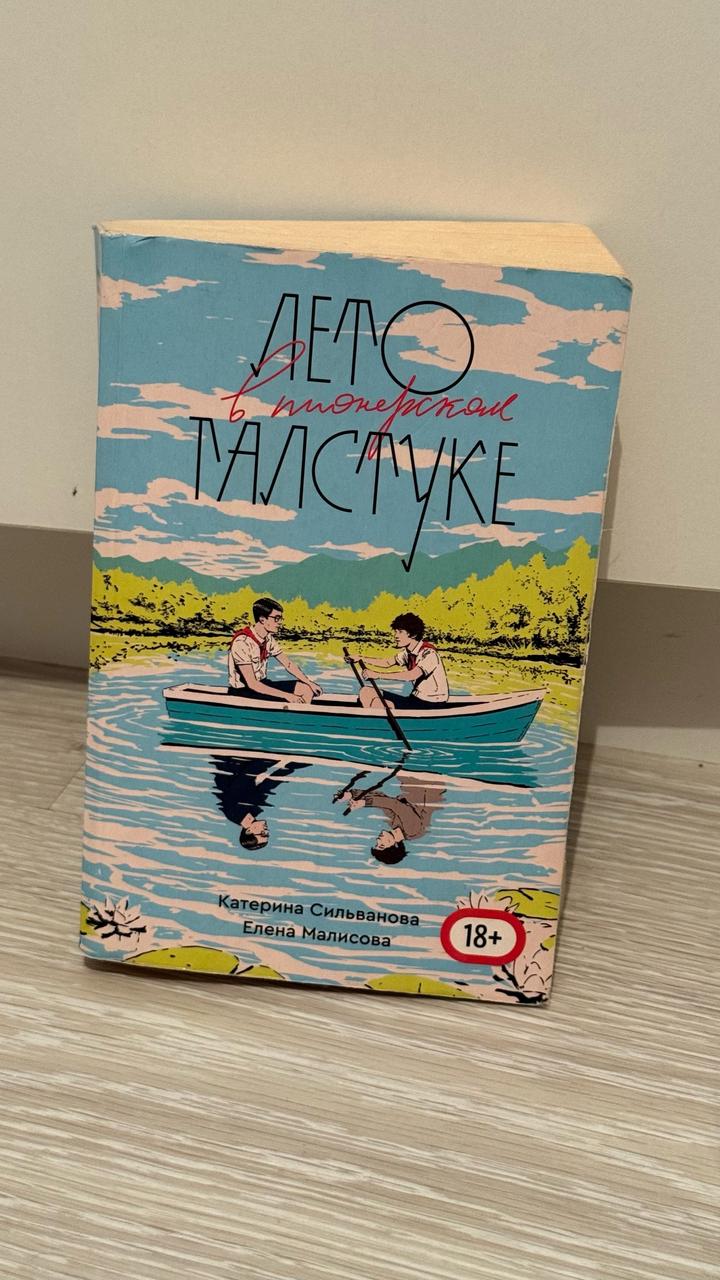 ЛЕТО
в пионерском
ГАЛСТУКЕ
Катерина Сильванова
Елена Малисова
18+